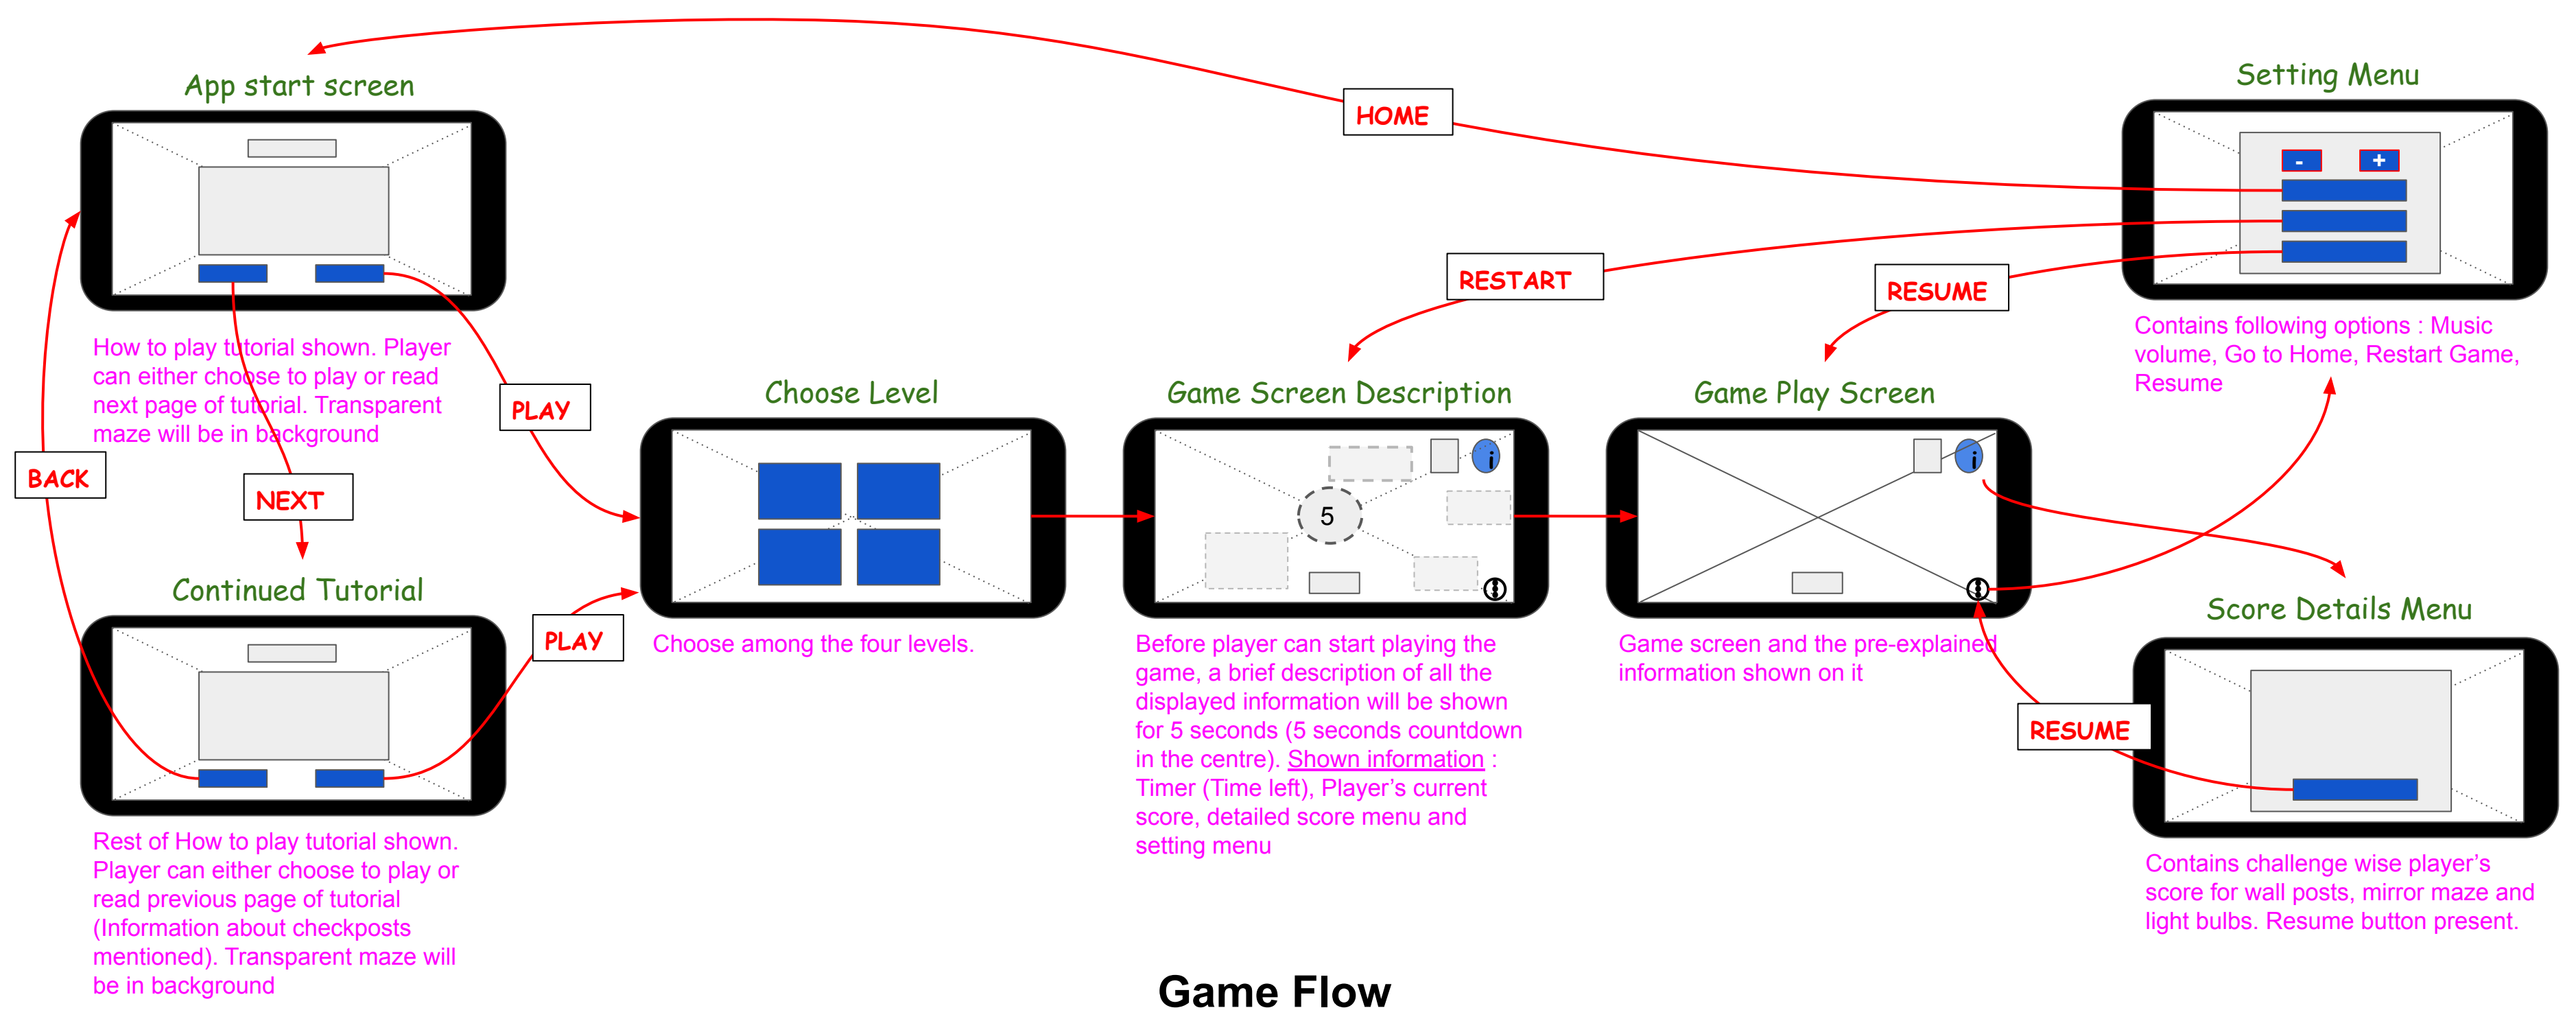 App start screen
How to play tutorial shown. Player
can either choose to play or read
next page of tutorial. Transparent
maze will be in background
BACK
NEXT
PLAY
Continued Tutorial
Rest of How to play tutorial shown.
Player can either choose to play or
read previous page of tutorial
(Information about checkposts
mentioned). Transparent maze will
be in background
PLAY
Choose Level
Choose among the four levels.
HOME
RESTART
RESUME
Game Screen Description
i
5
Before player can start playing the
game, a brief description of all the
displayed information will be shown
for 5 seconds (5 seconds countdown
in the centre). Shown information :
Timer (Time left), Player's current
score, detailed score menu and
setting menu
Game Play Screen
i
Game screen and the pre-explained
information shown on it
Setting Menu
- +
Contains following options : Music
volume, Go to Home, Restart Game,
Resume
Score Details Menu
RESUME
Contains challenge wise player's
score for wall posts, mirror maze and
light bulbs. Resume button present.
Game Flow